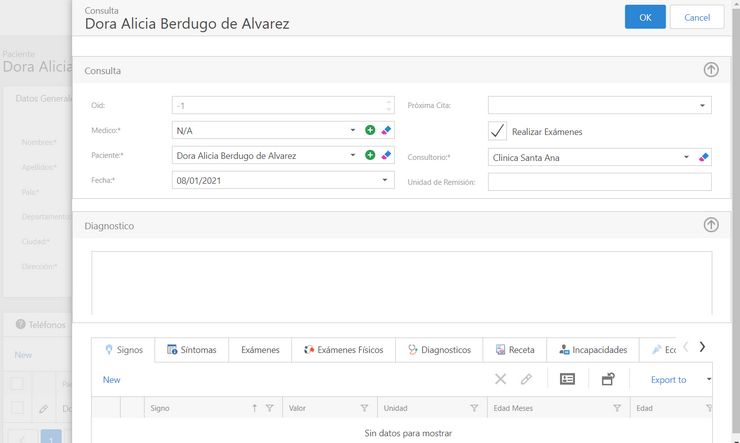 Consulta
Dora Alicia Berdugo de Alvarez
OK
Cancel
Paciente
Dora Alicia
Datos Generale
Nombres:*
Apellidos:*
País:*
Departamento:*
Ciudad:*
Dirección:*
Teléfonos
New
Consulta
Oid:
-1
Próxima Cita:
Medico:*
N/A
Realizar Exámenes
Paciente:*
Dora Alicia Berdugo de Alvarez
Consultorio:*
Clinica Santa Ana
Fecha:*
08/01/2021
Unidad de Remisión:
Diagnostico
Signos
Síntomas
Exámenes
Exámenes Físicos
Diagnosticos
Receta
Incapacidades
New
Export to
Signo
Valor
Unidad
Edad Meses
Edad
Sin datos para mostrar
1